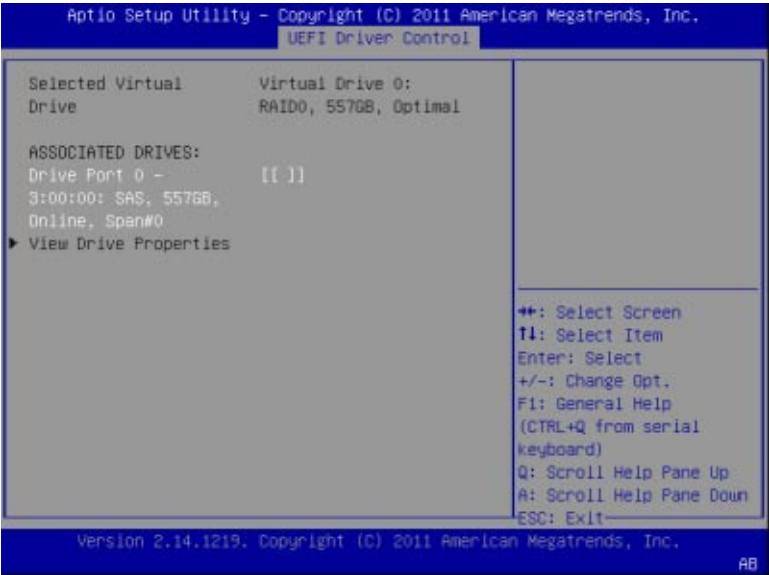 Aptio Setup Utility – Copyright (C) 2011 American Megatrends, Inc.
UEFI Driver Control
Selected Virtual Virtual Drive 0:
Drive RAID0, 557GB, Optimal
ASSOCIATED DRIVES:
Drive Port 0 – [[ ]]
3:00:00: SAS, 557GB,
Online, Span#0
▶ View Drive Properties
→←: Select Screen
↑↓: Select Item
Enter: Select
+/-: Change Opt.
F1: General Help
(CTRL+Q from serial
keyboard)
Q: Scroll Help Pane Up
A: Scroll Help Pane Down
ESC: Exit
Version 2.14.1219. Copyright (C) 2011 American Megatrends, Inc.
AB